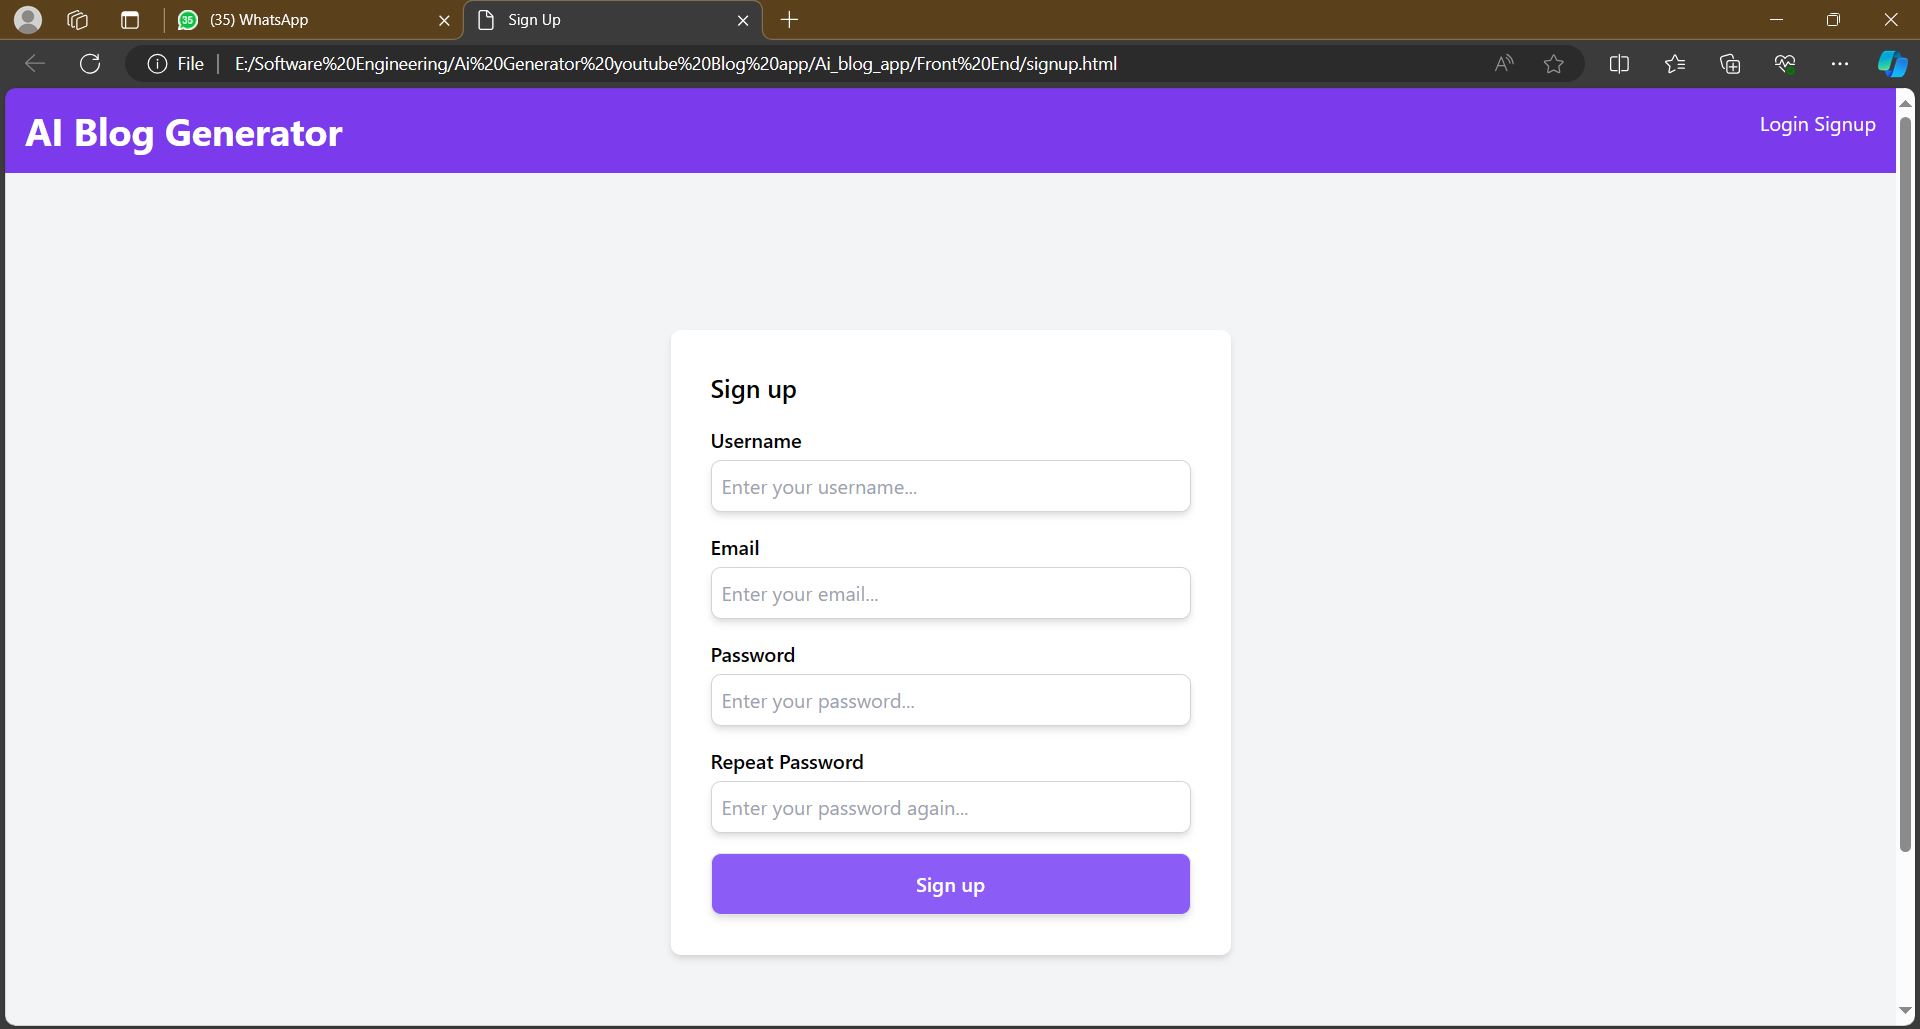 35 (35) WhatsApp
Sign Up
File
E:/Software%20Engineering/Ai%20Generator%20youtube%20Blog%20app/Ai_blog_app/Front%20End/signup.html
AI Blog Generator
Login Signup
Sign up
Username
Enter your username...
Email
Enter your email...
Password
Enter your password...
Repeat Password
Enter your password again...
Sign up